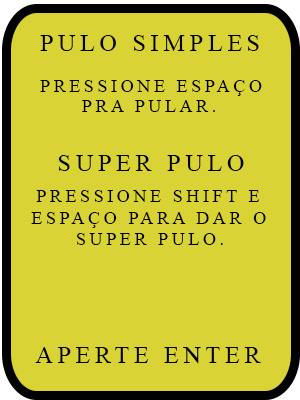 PULO SIMPLES
PRESSIONE ESPAÇO
PRA PULAR.
SUPER PULO
PRESSIONE SHIFT E
ESPAÇO PARA DAR O
SUPER PULO.
APERTE ENTER